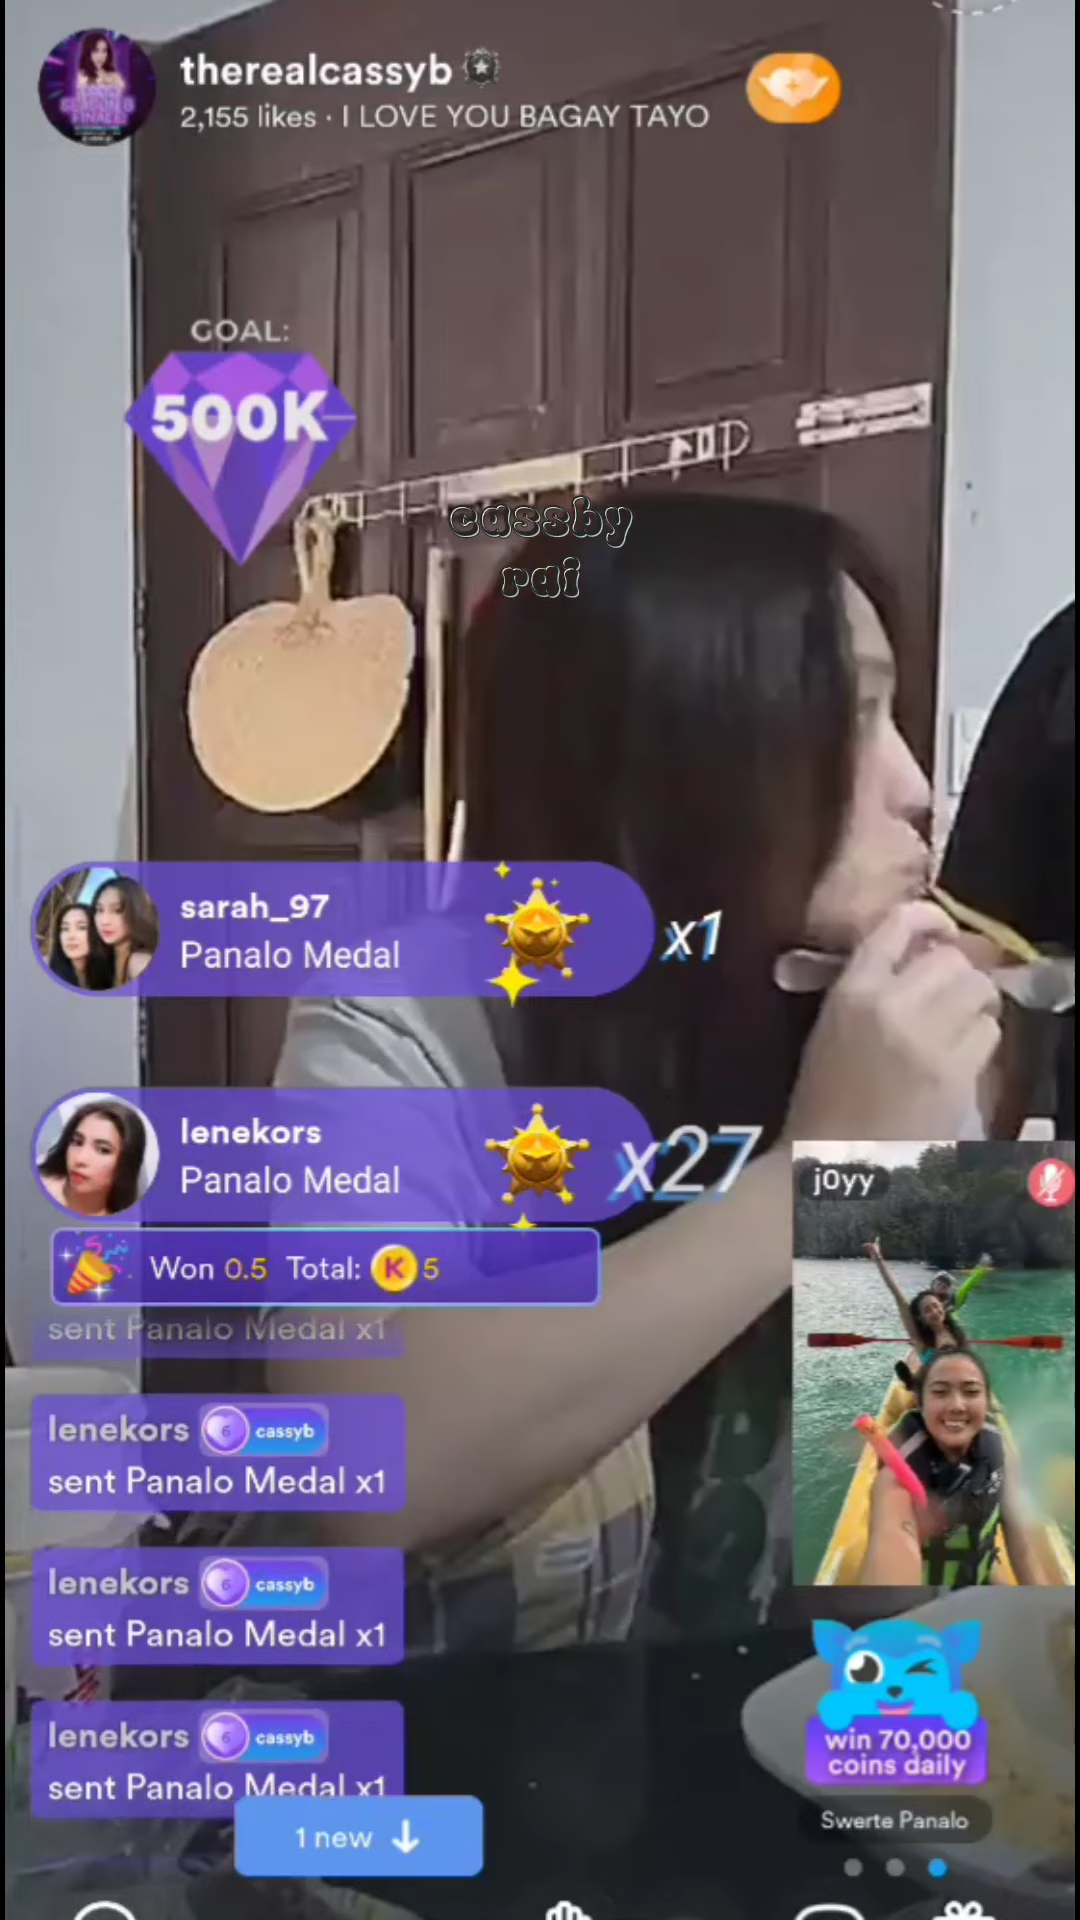 therealcassyb
2,155 likes · I LOVE YOU BAGAY TAYO
GOAL:
500K
cassby
rai
sarah_97
Panalo Medal
x1
lenekors
Panalo Medal
x27
Won 0.5 Total: K 5
sent Panalo Medal x1
j0yy
lenekors 6 cassyb
sent Panalo Medal x1
lenekors 6 cassyb
sent Panalo Medal x1
lenekors 6 cassyb
sent Panalo Medal x1
1 new
win 70,000
coins daily
Swerte Panalo